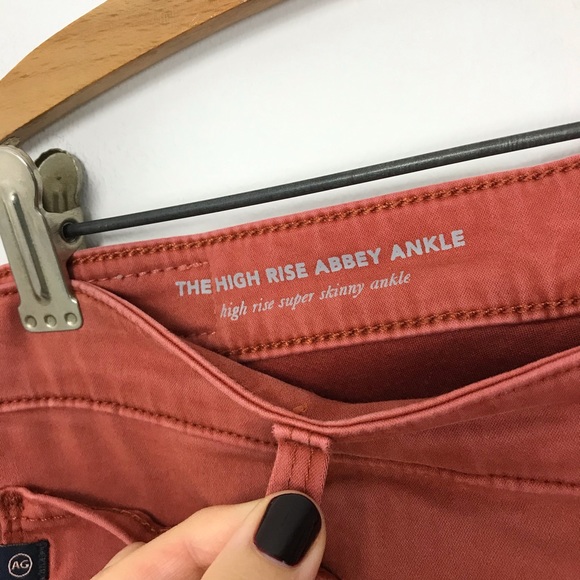 THE HIGH RISE ABBEY ANKLE
high rise super skinny ankle
AG